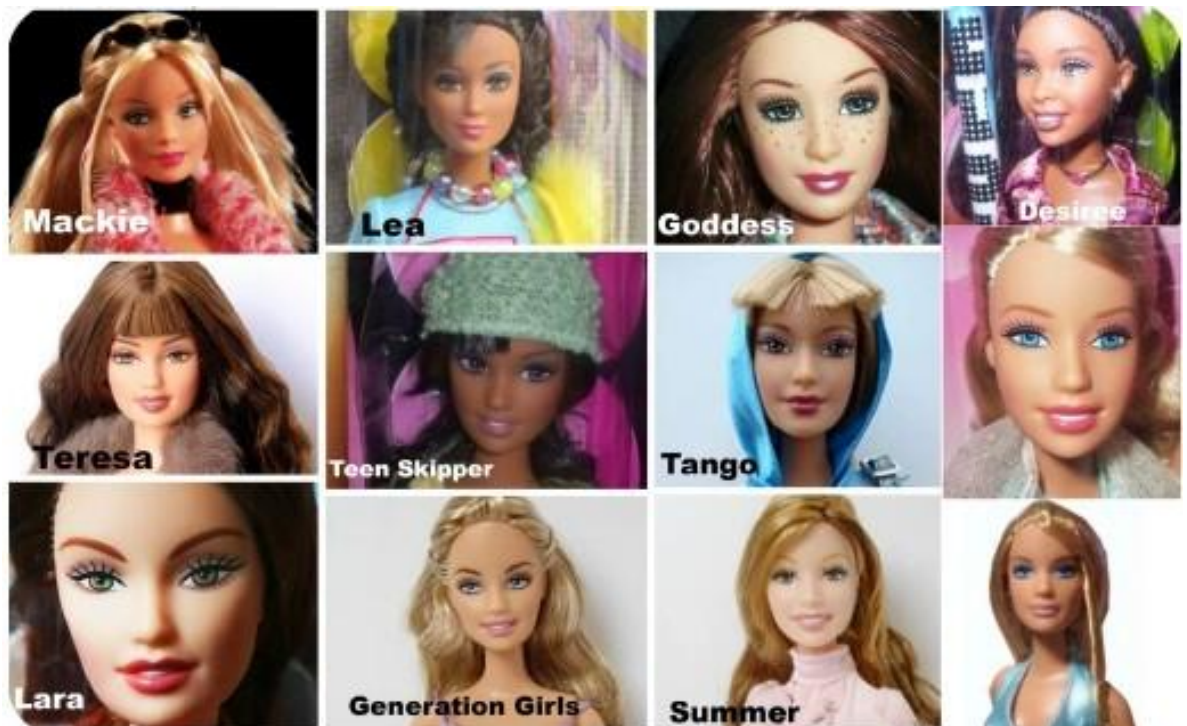 Mackie
Lea
Goddess
Desiree
Teresa
Teen Skipper
Tango
Lara
Generation Girls
Summer